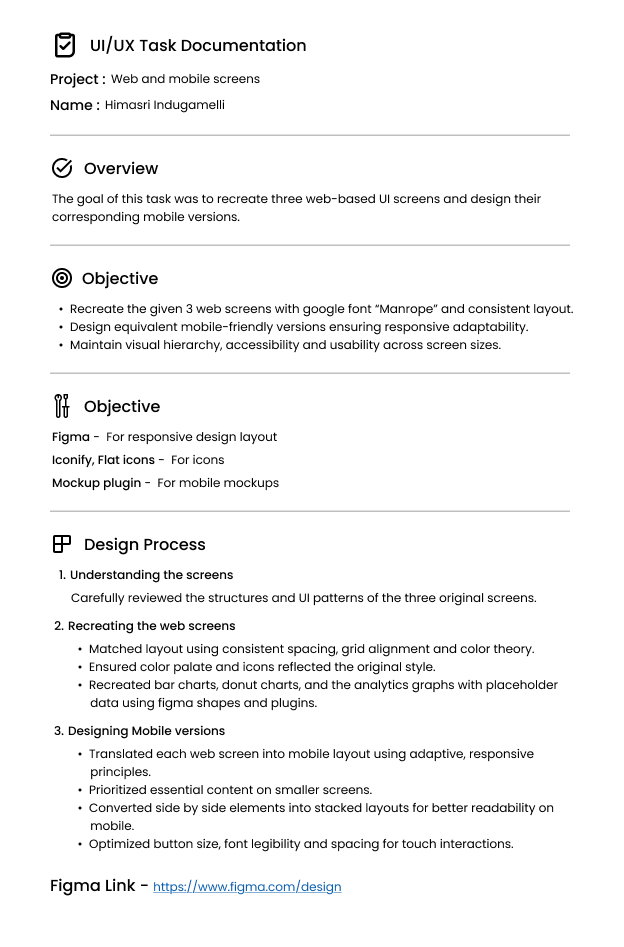 UI/UX Task Documentation
Project : Web and mobile screens
Name : Himasri Indugamelli
Overview
The goal of this task was to recreate three web-based UI screens and design their
corresponding mobile versions.
Objective
• Recreate the given 3 web screens with google font “Manrope” and consistent layout.
• Design equivalent mobile-friendly versions ensuring responsive adaptability.
• Maintain visual hierarchy, accessibility and usability across screen sizes.
Objective
Figma - For responsive design layout
Iconify, Flat icons - For icons
Mockup plugin - For mobile mockups
Design Process
1. Understanding the screens
Carefully reviewed the structures and UI patterns of the three original screens.
2. Recreating the web screens
• Matched layout using consistent spacing, grid alignment and color theory.
• Ensured color palate and icons reflected the original style.
• Recreated bar charts, donut charts, and the analytics graphs with placeholder
data using figma shapes and plugins.
3. Designing Mobile versions
• Translated each web screen into mobile layout using adaptive, responsive
principles.
• Prioritized essential content on smaller screens.
• Converted side by side elements into stacked layouts for better readability on
mobile.
• Optimized button size, font legibility and spacing for touch interactions.
Figma Link - https://www.figma.com/design